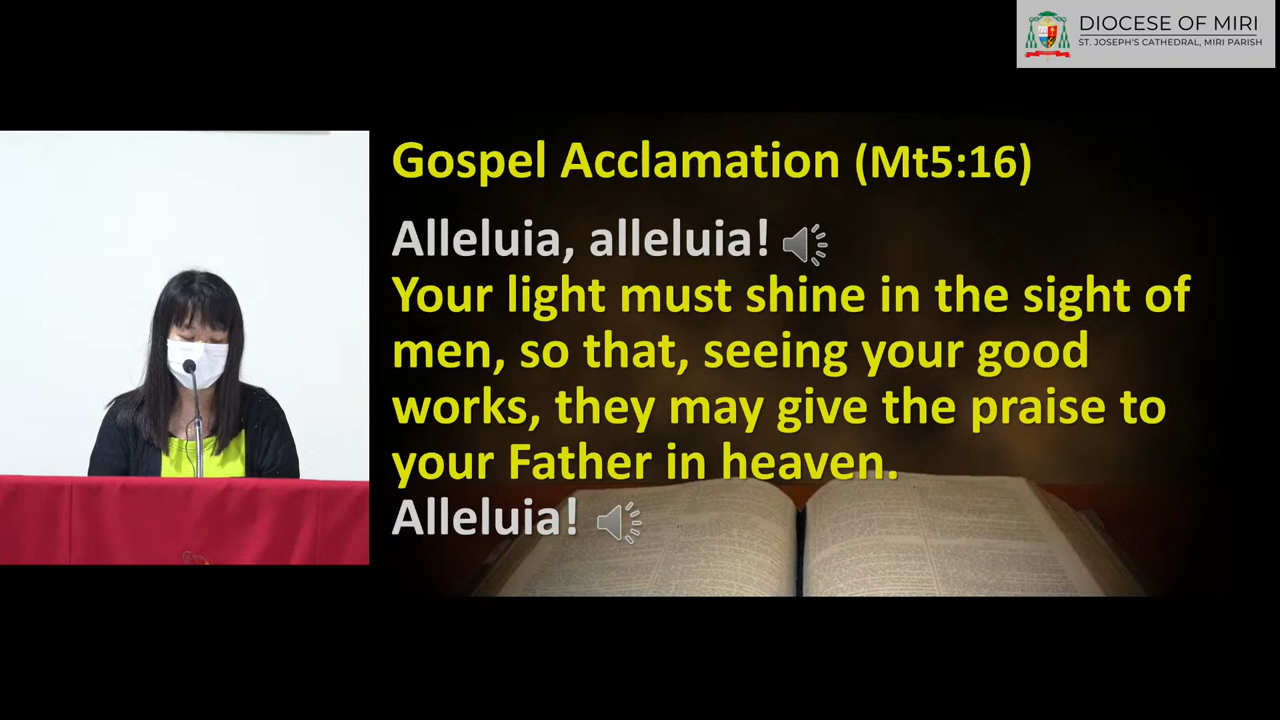 DIOCESE OF MIRI
ST. JOSEPH'S CATHEDRAL, MIRI PARISH
Gospel Acclamation (Mt5:16)
Alleluia, alleluia!
Your light must shine in the sight of
men, so that, seeing your good
works, they may give the praise to
your Father in heaven.
Alleluia!